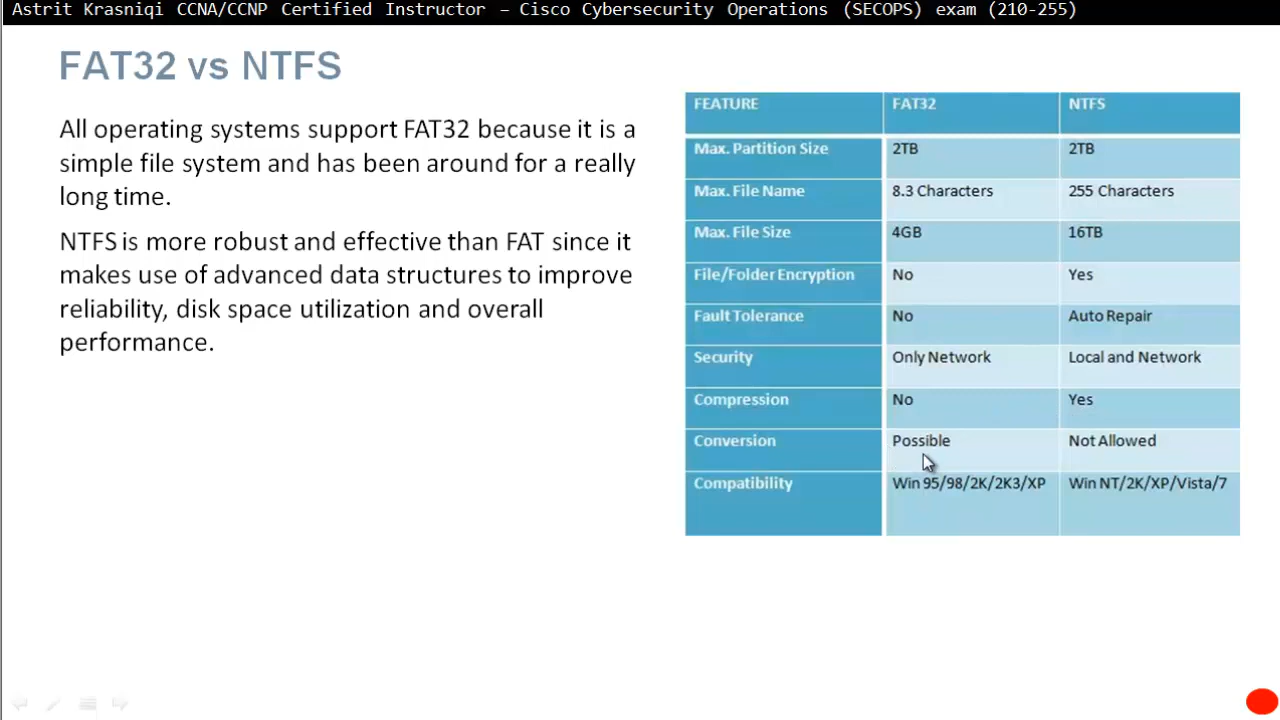 Astrit Krasniqi CCNA/CCNP Certified Instructor – Cisco Cybersecurity Operations (SECOPS) exam (210-255)
FAT32 vs NTFS
All operating systems support FAT32 because it is a
simple file system and has been around for a really
long time.
NTFS is more robust and effective than FAT since it
makes use of advanced data structures to improve
reliability, disk space utilization and overall
performance.
FEATURE FAT32 NTFS
Max. Partition Size 2TB 2TB
Max. File Name 8.3 Characters 255 Characters
Max. File Size 4GB 16TB
File/Folder Encryption No Yes
Fault Tolerance No Auto Repair
Security Only Network Local and Network
Compression No Yes
Conversion Possible Not Allowed
Compatibility Win 95/98/2K/2K3/XP Win NT/2K/XP/Vista/7